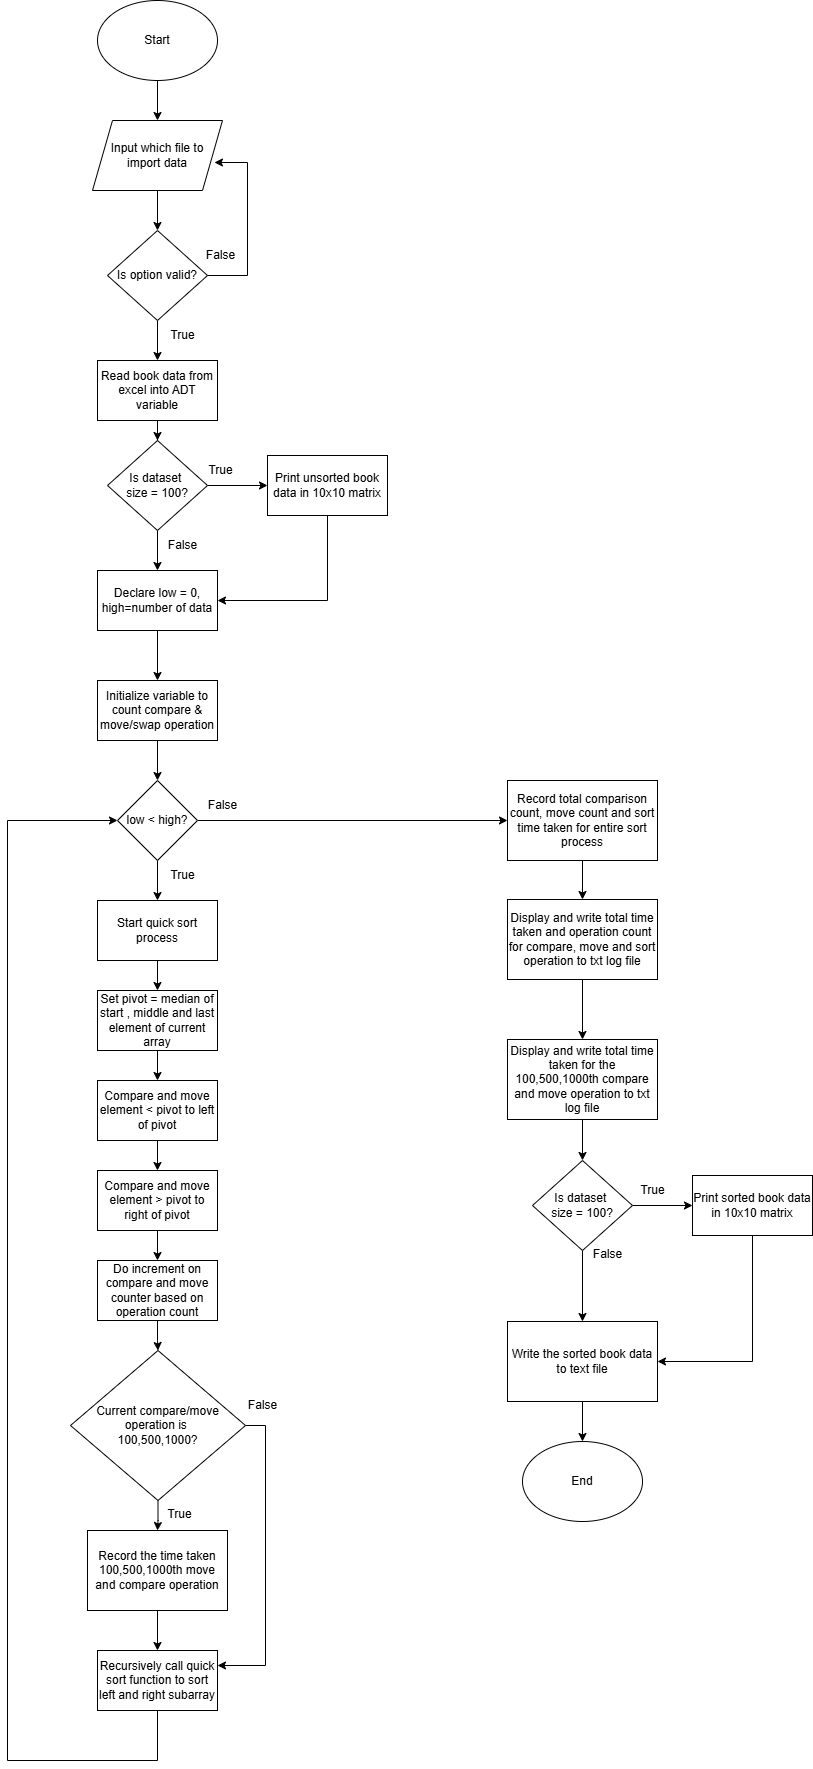 Start
Input which file to
import data
False
Is option valid?
True
Read book data from
excel into ADT
variable
Is dataset
size = 100?
True
Print unsorted book
data in 10x10 matrix
False
Declare low = 0,
high=number of data
Initialize variable to
count compare &
move/swap operation
low < high?
False
True
Start quick sort
process
Set pivot = median of
start , middle and last
element of current
array
Compare and move
element < pivot to left
of pivot
Compare and move
element > pivot to
right of pivot
Do increment on
compare and move
counter based on
operation count
Current compare/move
operation is
100,500,1000?
False
True
Record the time taken
100,500,1000th move
and compare operation
Recursively call quick
sort function to sort
left and right subarray
Record total comparison
count, move count and sort
time taken for entire sort
process
Display and write total time
taken and operation count
for compare, move and sort
operation to txt log file
Display and write total time
taken for the
100,500,1000th compare
and move operation to txt
log file
Is dataset
size = 100?
True
Print sorted book data
in 10x10 matrix
False
Write the sorted book data
to text file
End